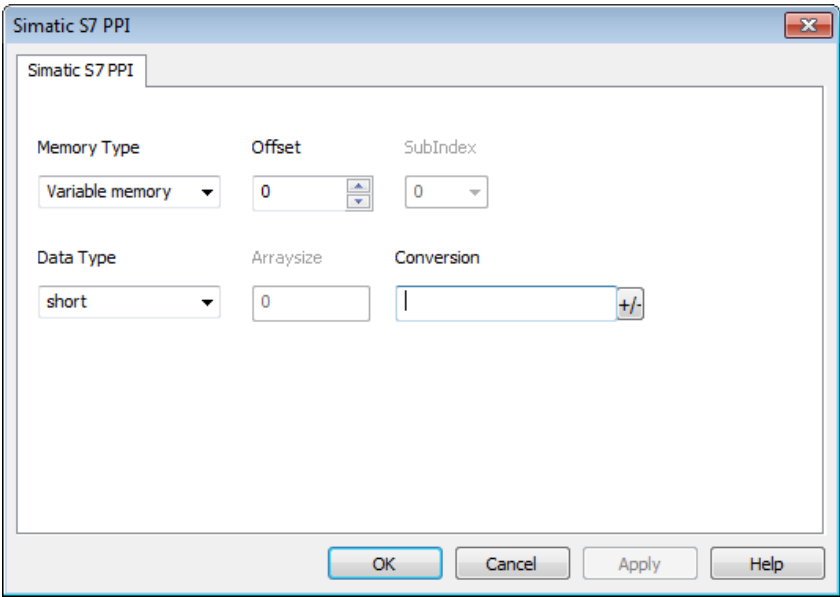 Simatic S7 PPI
Simatic S7 PPI
Memory Type Offset SubIndex
Variable memory 0 0
Data Type Arraysize Conversion
short 0 +/-
OK Cancel Apply Help